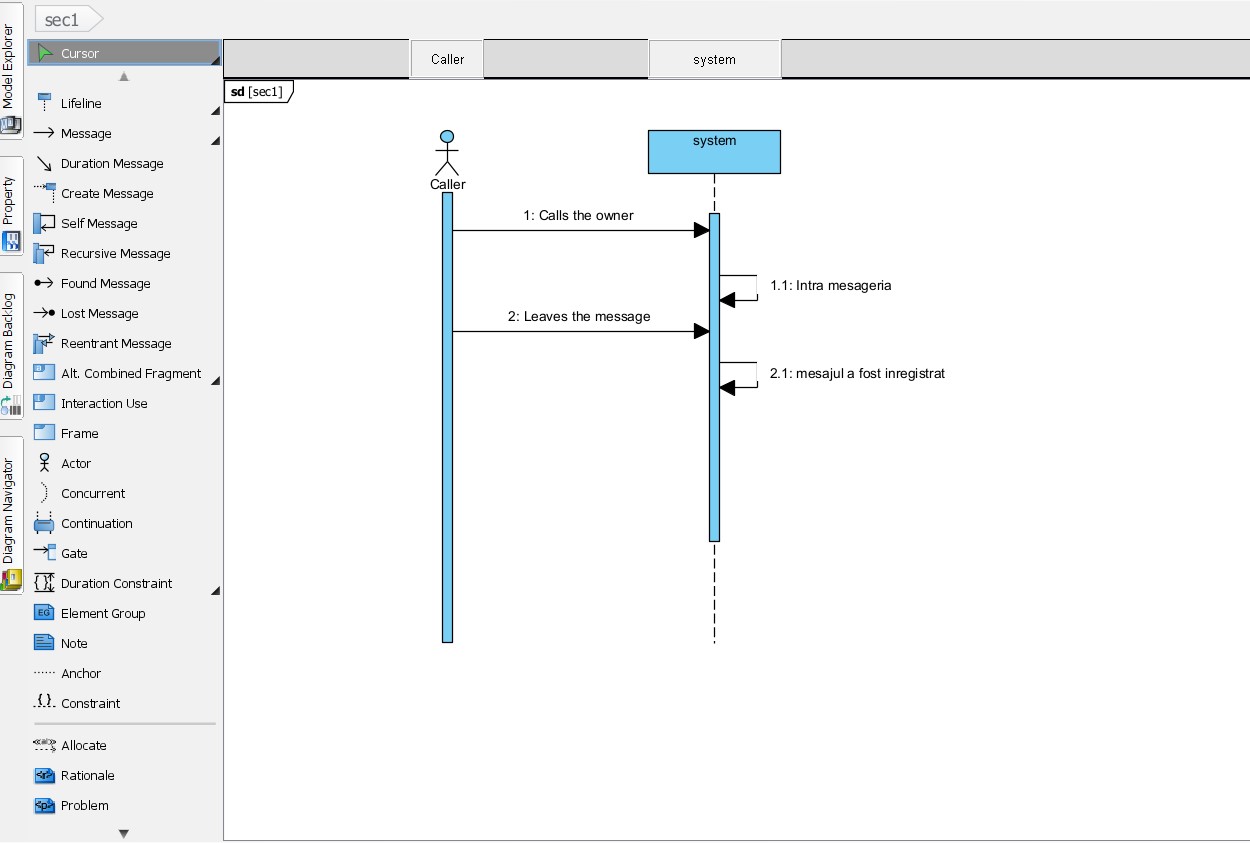 sec1
Model Explorer
Property
Diagram Backlog
Diagram Navigator
Cursor
Lifeline
Message
Duration Message
Create Message
Self Message
Recursive Message
Found Message
Lost Message
Reentrant Message
Alt. Combined Fragment
Interaction Use
Frame
Actor
Concurrent
Continuation
Gate
Duration Constraint
EG
Element Group
Note
Anchor
Constraint
Allocate
Rationale
Problem
Caller system
sd [sec1]
system
Caller
1: Calls the owner
1.1: Intra mesageria
2: Leaves the message
2.1: mesajul a fost inregistrat